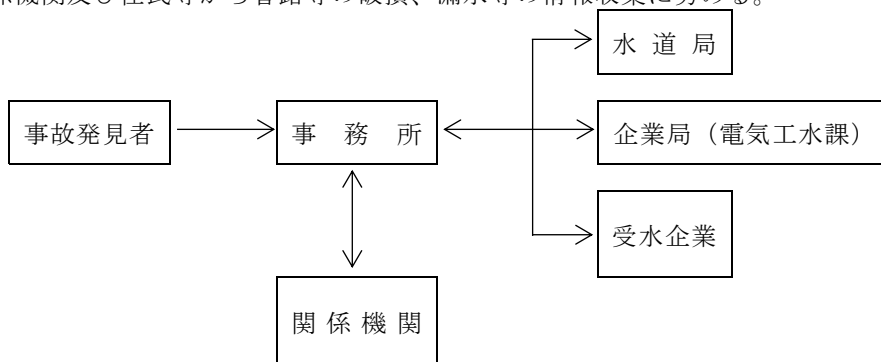 係機関及び住民等から管路等の破損、漏水等の情報収集に努める。
水 道 局
事故発見者
事 務 所
企業局（電気工水課）
受水企業
関 係 機 関